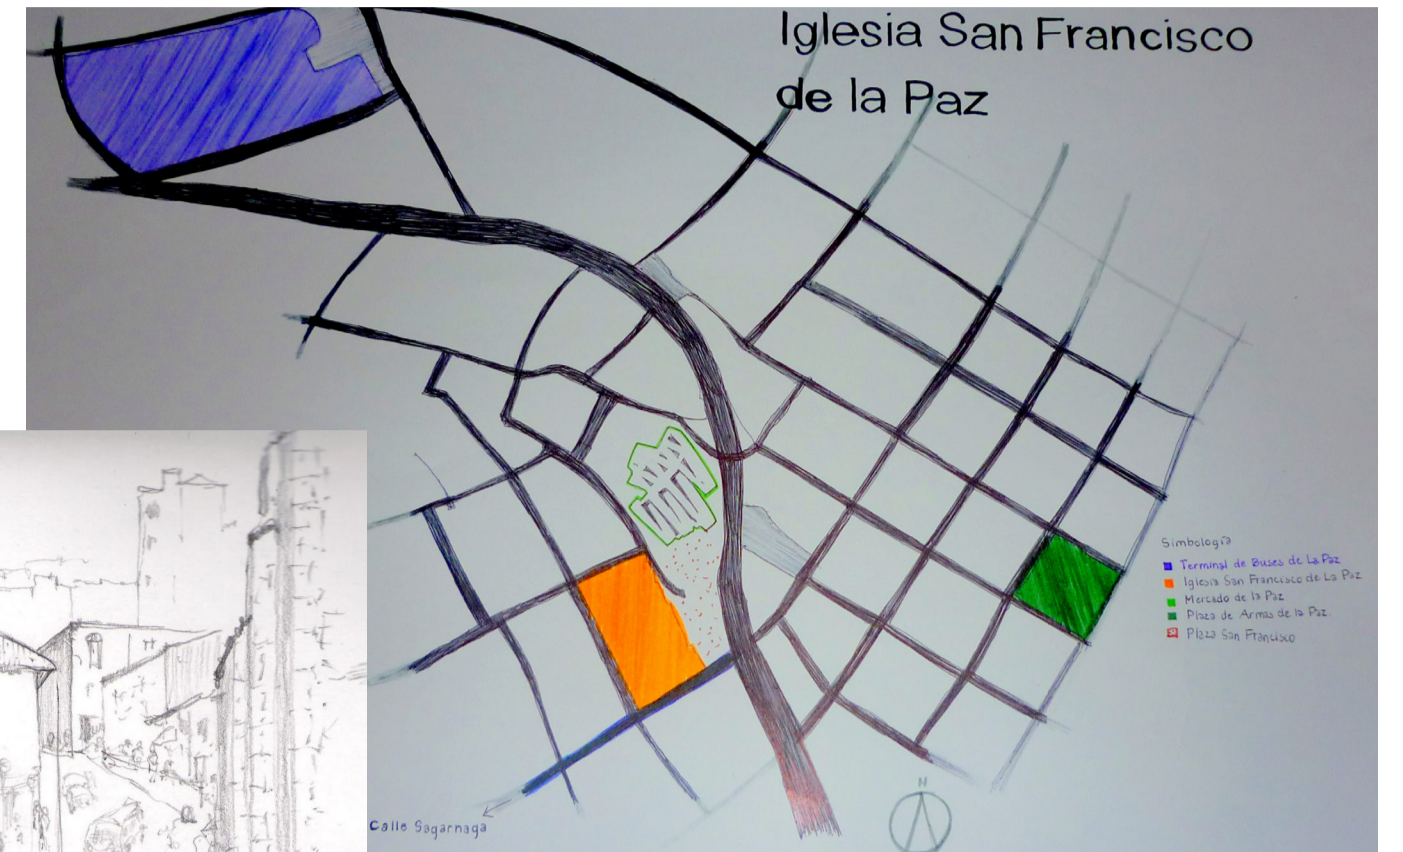 Iglesia San Francisco
de la Paz
Simbología
Terminal de Buses de La Paz
Iglesia San Francisco de La Paz
Mercado de la Paz
Plaza de Armas de la Paz
Plaza San Francisco
N
Calle Sagarnaga